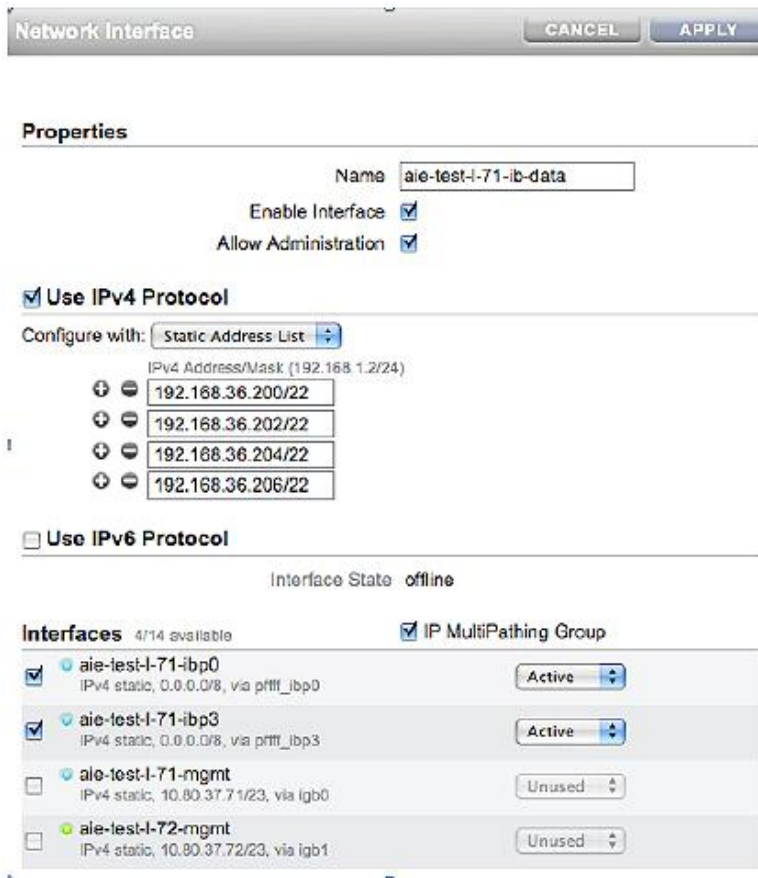 Network Interface
CANCEL
APPLY
Properties
Name aie-test-l-71-ib-data
Enable Interface
Allow Administration
Use IPv4 Protocol
Configure with: Static Address List
IPv4 Address/Mask (192.168.1.2/24)
192.168.36.200/22
192.168.36.202/22
192.168.36.204/22
192.168.36.206/22
Use IPv6 Protocol
Interface State offline
Interfaces 4/14 available
IP MultiPathing Group
aie-test-l-71-ibp0
Active
IPv4 static, 0.0.0.0/8, via pffff_ibp0
aie-test-l-71-ibp3
Active
IPv4 static, 0.0.0.0/8, via pffff_ibp3
aie-test-l-71-mgmt
Unused
IPv4 static, 10.80.37.71/23, via igb0
aie-test-l-72-mgmt
Unused
IPv4 static, 10.80.37.72/23, via igb1